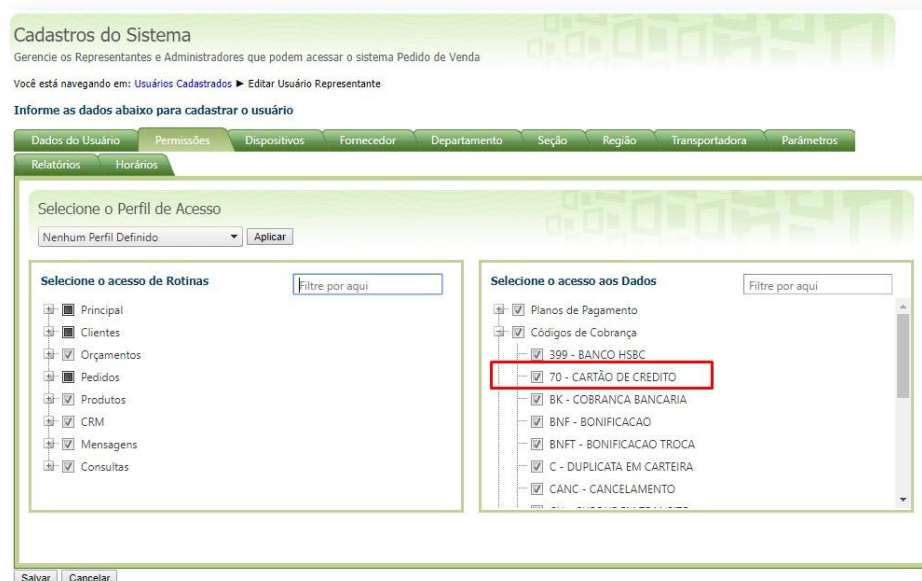 Cadastros do Sistema
Gerencie os Representantes e Administradores que podem acessar o sistema Pedido de Venda
Você está navegando em: Usuários Cadastrados ► Editar Usuário Representante
Informe as dados abaixo para cadastrar o usuário
Dados do Usuário Permissões Dispositivos Fornecedor Departamento Seção Região Transportadora Parâmetros
Relatórios Horários
Selecione o Perfil de Acesso
Nenhum Perfil Definido Aplicar
Selecione o acesso de Rotinas Filtre por aqui
Principal
Clientes
Orçamentos
Pedidos
Produtos
CRM
Mensagens
Consultas
Selecione o acesso aos Dados Filtre por aqui
Planos de Pagamento
Códigos de Cobrança
399 - BANCO HSBC
70 - CARTÃO DE CREDITO
BK - COBRANCA BANCARIA
BNF - BONIFICACAO
BNFT - BONIFICACAO TROCA
C - DUPLICATA EM CARTEIRA
CANC - CANCELAMENTO
Salvar Cancelar